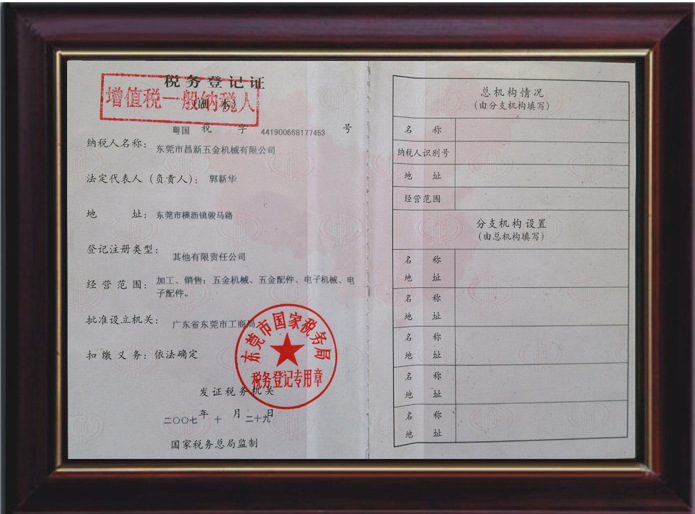 税务登记证
(副 本)
增值税一般纳税人
粤国 税 字 441900668177463 号
纳税人名称: 东莞市昌新五金机械有限公司
法定代表人(负责人): 郭新华
地 址: 东莞市横沥镇骏马路
登记注册类型: 其他有限责任公司
经营范围: 加工、销售:五金机械、五金配件、电子机械、电
子配件。
批准设立机关: 广东省东莞市工商局
扣缴义务: 依法确定
东莞市国家税务局
税务登记专用章
发证税务机关
二〇〇七 年 十 月 二十九 日
国家税务总局监制
总机构情况
(由分支机构填写)
名 称
纳税人识别号
地 址
经营范围
分支机构设置
(由总机构填写)
名 称
地 址
名 称
地 址
名 称
地 址
名 称
地 址
名 称
地 址